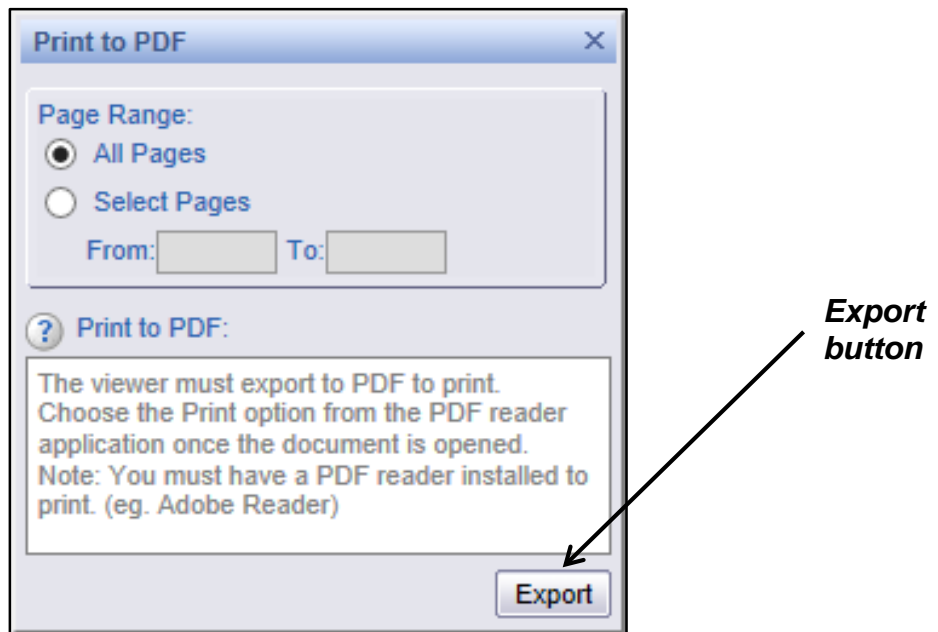 Print to PDF
Page Range:
All Pages
Select Pages
From: To:
Print to PDF:
The viewer must export to PDF to print.
Choose the Print option from the PDF reader
application once the document is opened.
Note: You must have a PDF reader installed to
print. (eg. Adobe Reader)
Export
Export
button